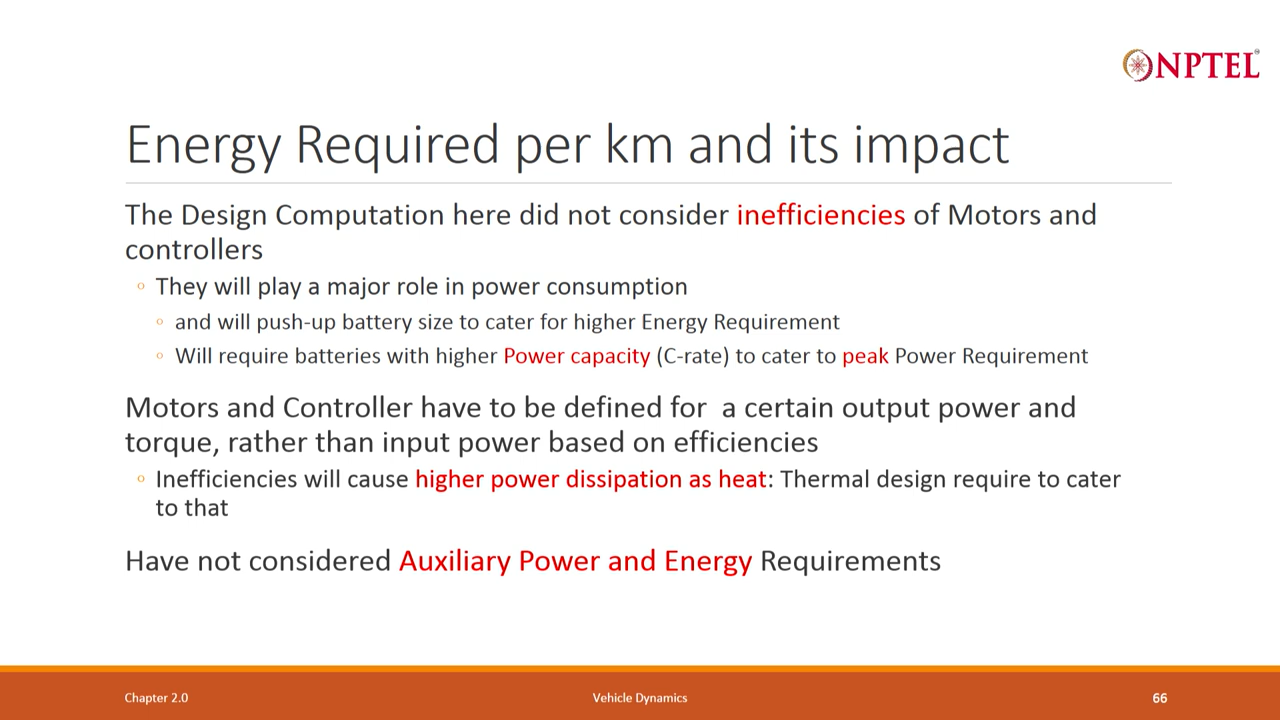 NPTEL
Energy Required per km and its impact
The Design Computation here did not consider inefficiencies of Motors and
controllers
◦ They will play a major role in power consumption
◦ and will push-up battery size to cater for higher Energy Requirement
◦ Will require batteries with higher Power capacity (C-rate) to cater to peak Power Requirement
Motors and Controller have to be defined for a certain output power and
torque, rather than input power based on efficiencies
◦ Inefficiencies will cause higher power dissipation as heat: Thermal design require to cater
to that
Have not considered Auxiliary Power and Energy Requirements
Chapter 2.0
Vehicle Dynamics
66